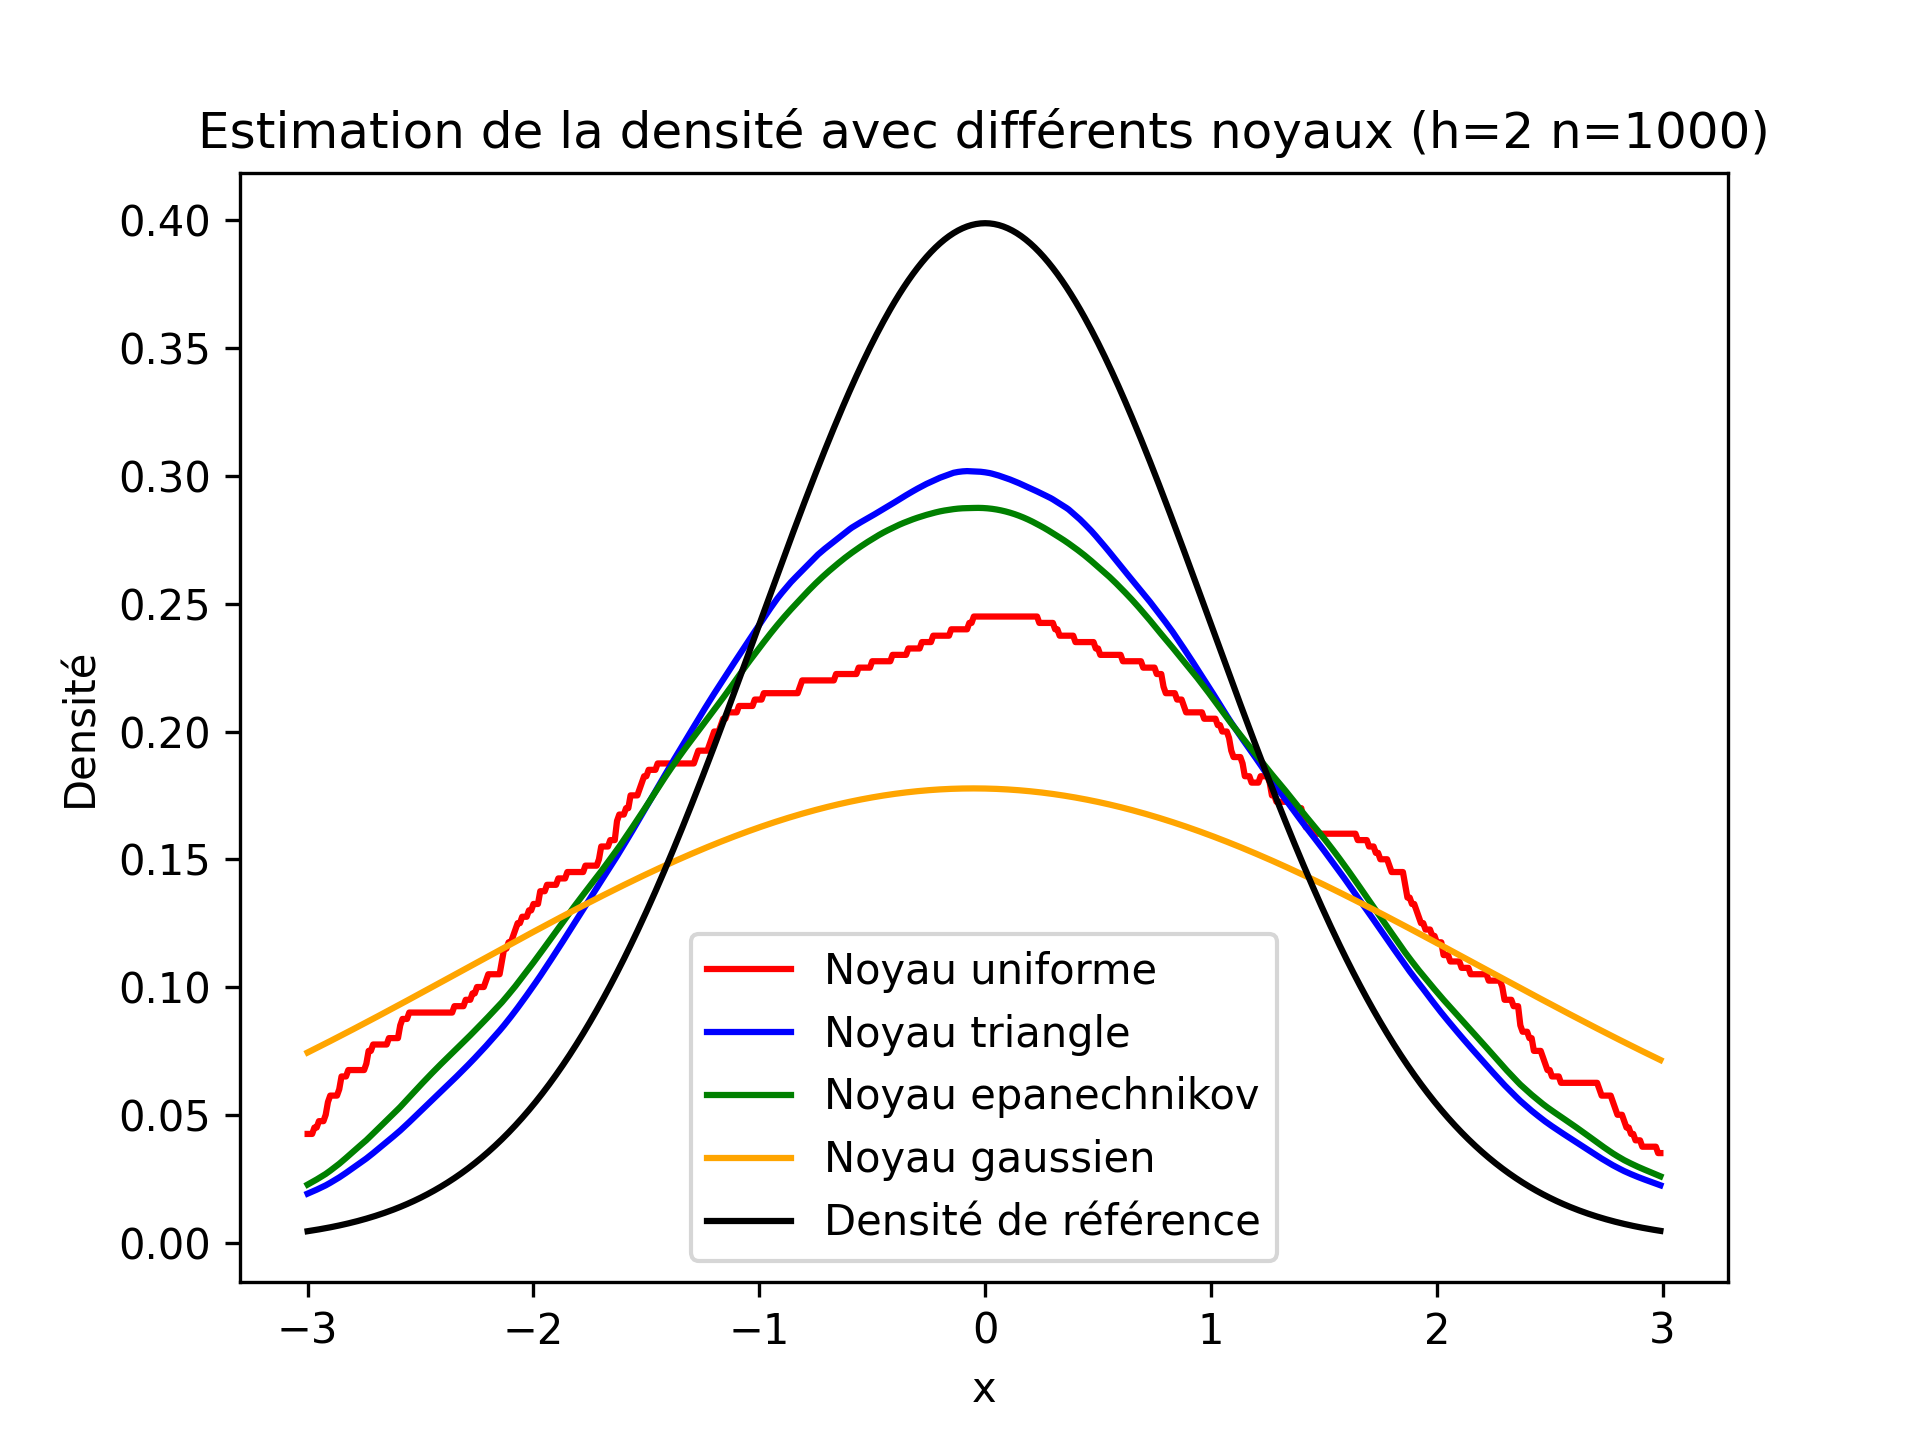 Estimation de la densité avec différents noyaux (h=2 n=1000)
0.40
0.35
0.30
0.25
0.20
0.15
0.10
0.05
0.00
Densité
Noyau uniforme
Noyau triangle
Noyau epanechnikov
Noyau gaussien
Densité de référence
−3 −2 −1 0 1 2 3
x